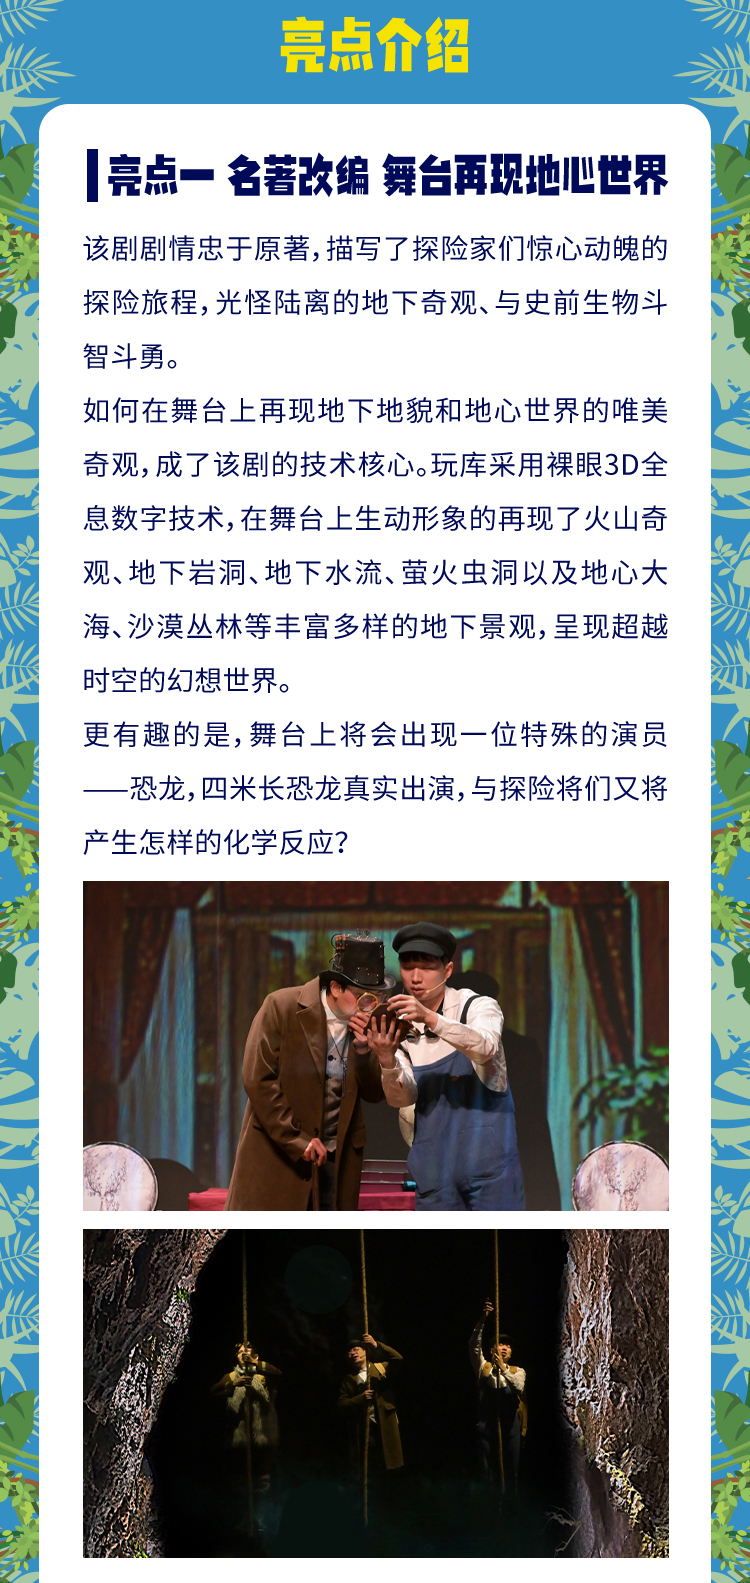 亮点介绍
亮点一 名著改编 舞台再现地心世界
该剧剧情忠于原著，描写了探险家们惊心动魄的
探险旅程，光怪陆离的地下奇观、与史前生物斗
智斗勇。
如何在舞台上再现地下地貌和地心世界的唯美
奇观，成了该剧的技术核心。玩库采用裸眼3D全
息数字技术，在舞台上生动形象的再现了火山奇
观、地下岩洞、地下水流、萤火虫洞以及地心大
海、沙漠丛林等丰富多样的地下景观，呈现超越
时空的幻想世界。
更有趣的是，舞台上将会出现一位特殊的演员
——恐龙，四米长恐龙真实出演，与探险将们又将
产生怎样的化学反应？